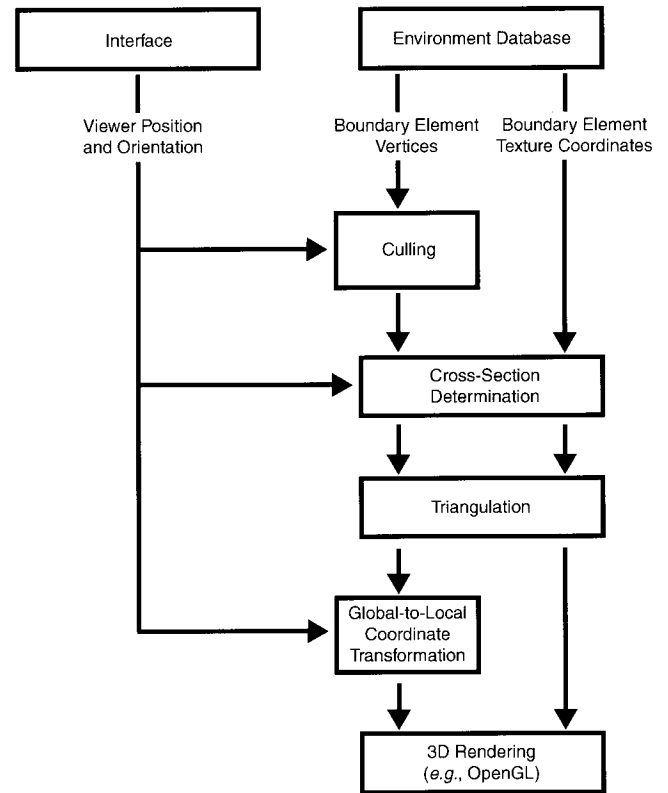 Interface
Environment Database
Viewer Position
and Orientation
Boundary Element
Vertices
Boundary Element
Texture Coordinates
Culling
Cross-Section
Determination
Triangulation
Global-to-Local
Coordinate
Transformation
3D Rendering
(e.g., OpenGL)